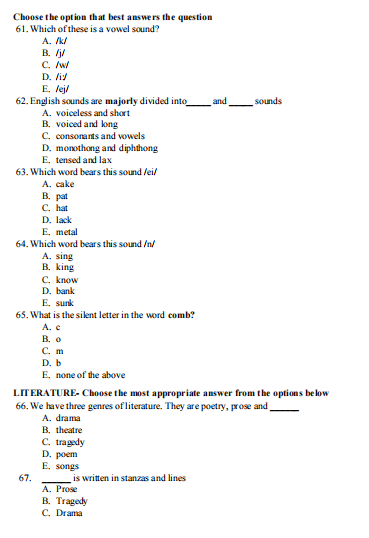 Choose the option that best answers the question
61. Which of these is a vowel sound?
A. /k/
B. /j/
C. /w/
D. /i:/
E. /ej/
62. English sounds are majorly divided into_____ and _____ sounds
A. voiceless and short
B. voiced and long
C. consonants and vowels
D. monothong and diphthong
E. tensed and lax
63. Which word bears this sound /ei/
A. cake
B. pat
C. hat
D. lack
E. metal
64. Which word bears this sound /n/
A. sing
B. king
C. know
D. bank
E. sunk
65. What is the silent letter in the word comb?
A. c
B. o
C. m
D. b
E. none of the above
LITERATURE- Choose the most appropriate answer from the options below
66. We have three genres of literature. They are poetry, prose and ______
A. drama
B. theatre
C. tragedy
D. poem
E. songs
67. ______ is written in stanzas and lines
A. Prose
B. Tragedy
C. Drama